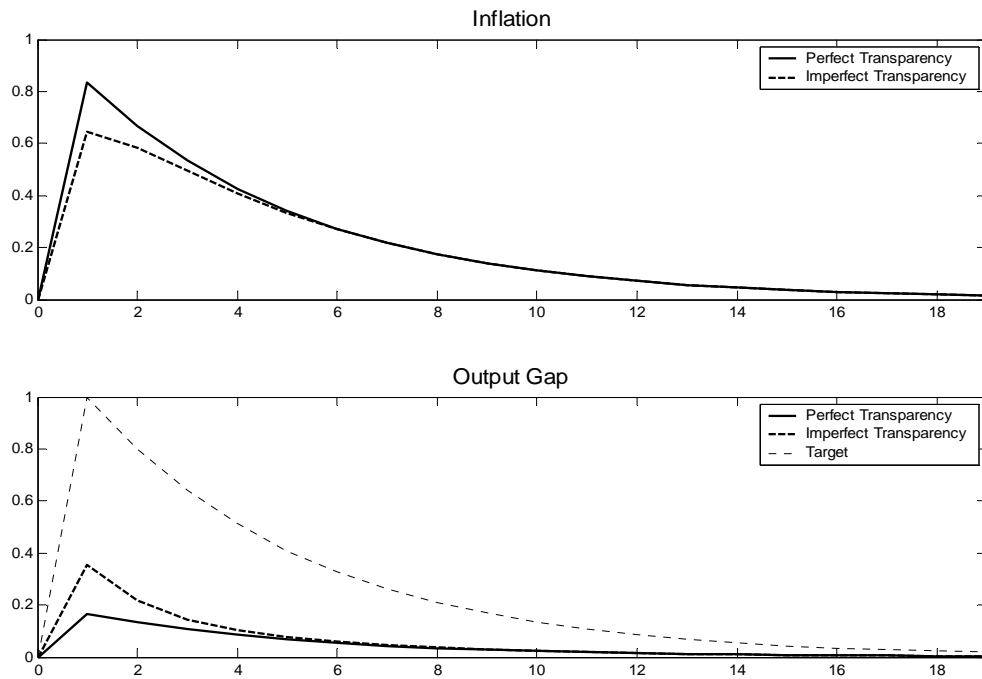 Inflation
1
Perfect Transparency
Imperfect Transparency
0.8
0.6
0.4
0.2
0
0 2 4 6 8 10 12 14 16 18
Output Gap
1
Perfect Transparency
Imperfect Transparency
Target
0.8
0.6
0.4
0.2
0
0 2 4 6 8 10 12 14 16 18